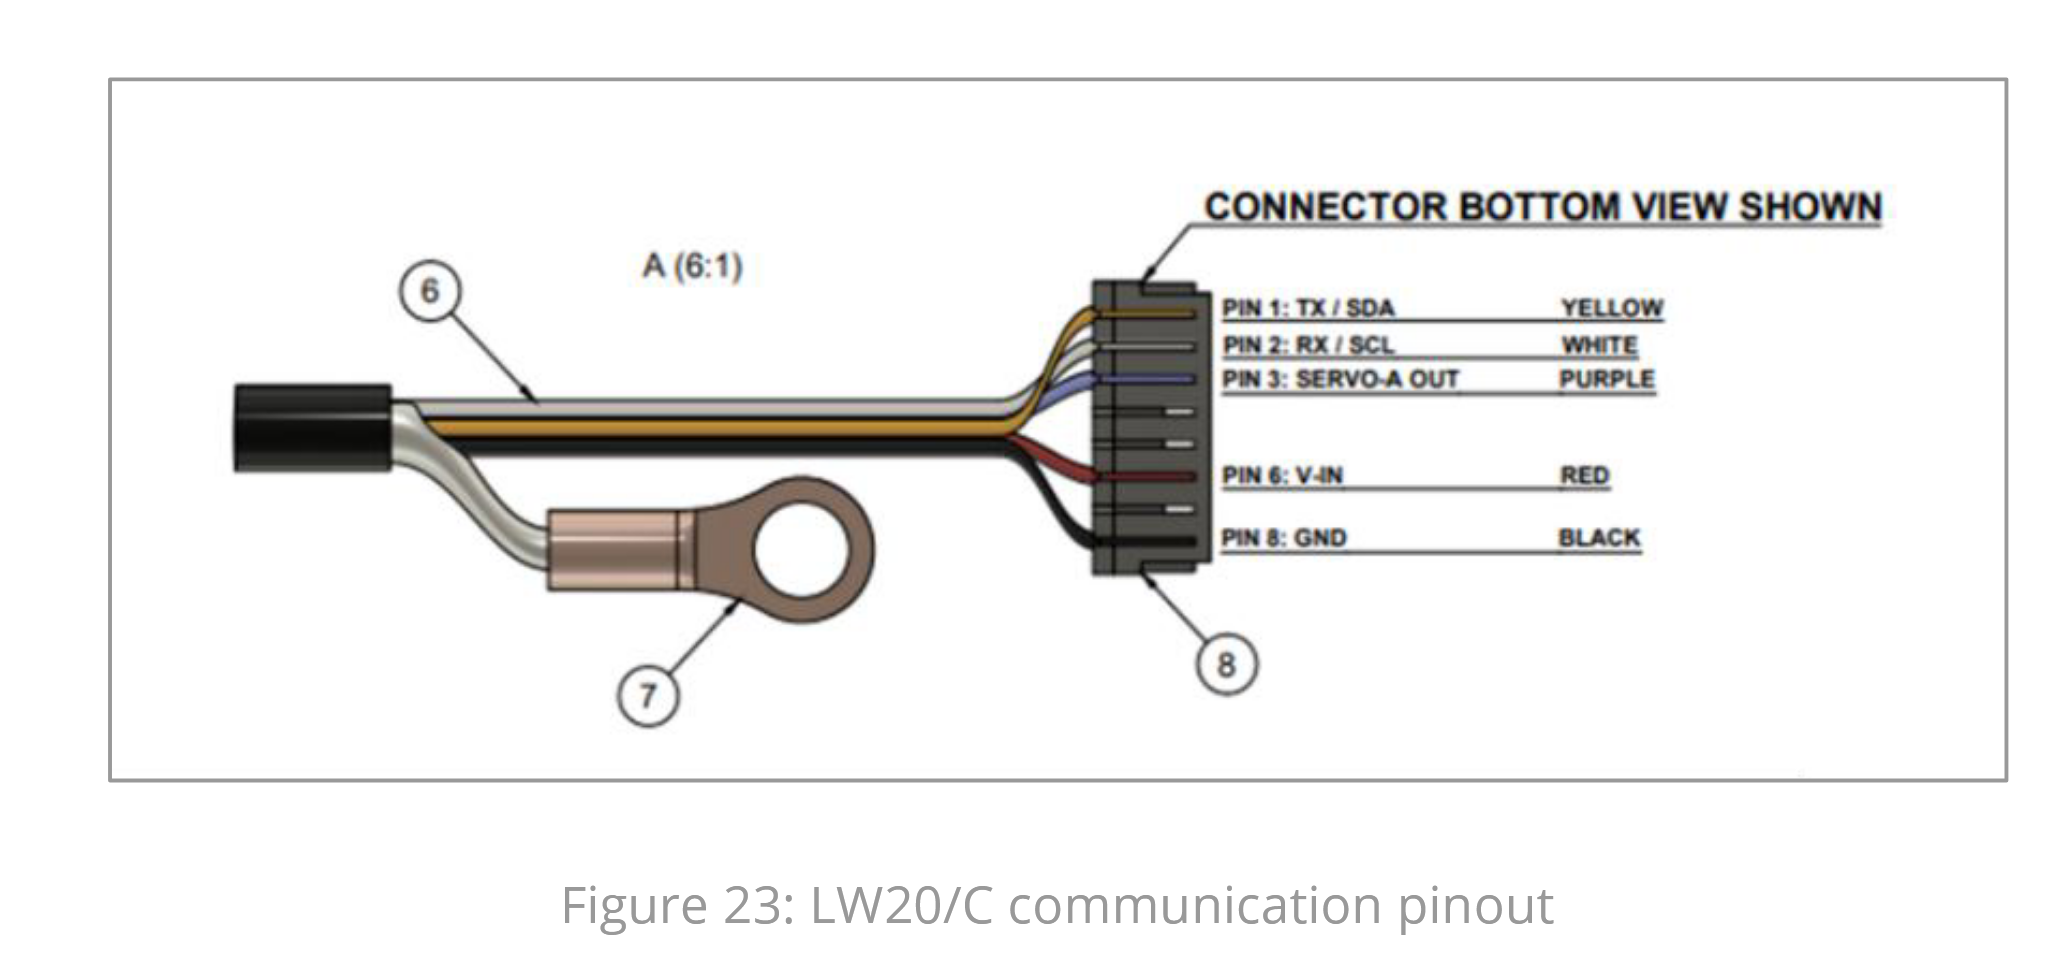 CONNECTOR BOTTOM VIEW SHOWN
A (6:1)
6
PIN 1: TX / SDA YELLOW
PIN 2: RX / SCL WHITE
PIN 3: SERVO-A OUT PURPLE
PIN 6: V-IN RED
PIN 8: GND BLACK
7
8
Figure 23: LW20/C communication pinout